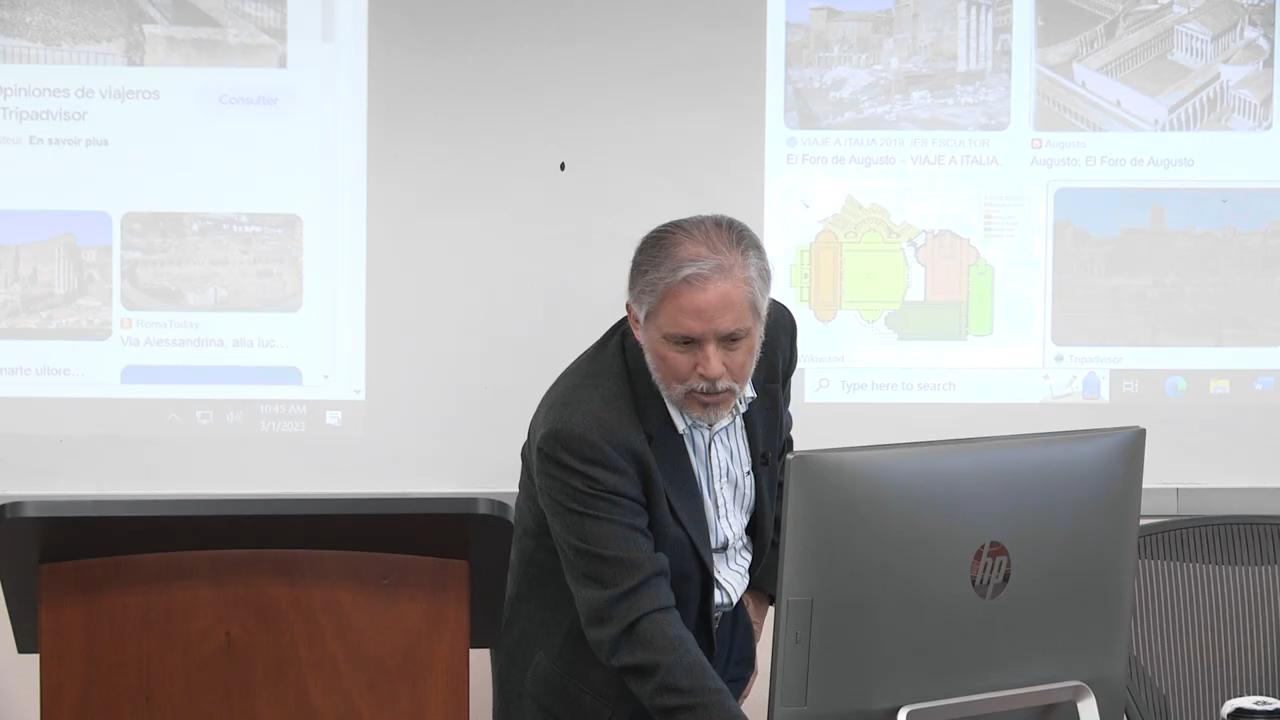 Opiniones de viajeros
Tripadvisor
Consulter
En savoir plus
RomaToday
Via Alessandrina, alla luc...
marte ultore...
10:45 AM
3/1/2023
VIAJE A ITALIA 2019
ESCULTOR
El Foro de Augusto – VIAJE A ITALIA.
Augusto
Augusto: El Foro de Augusto
Tripadvisor
Type here to search
hp